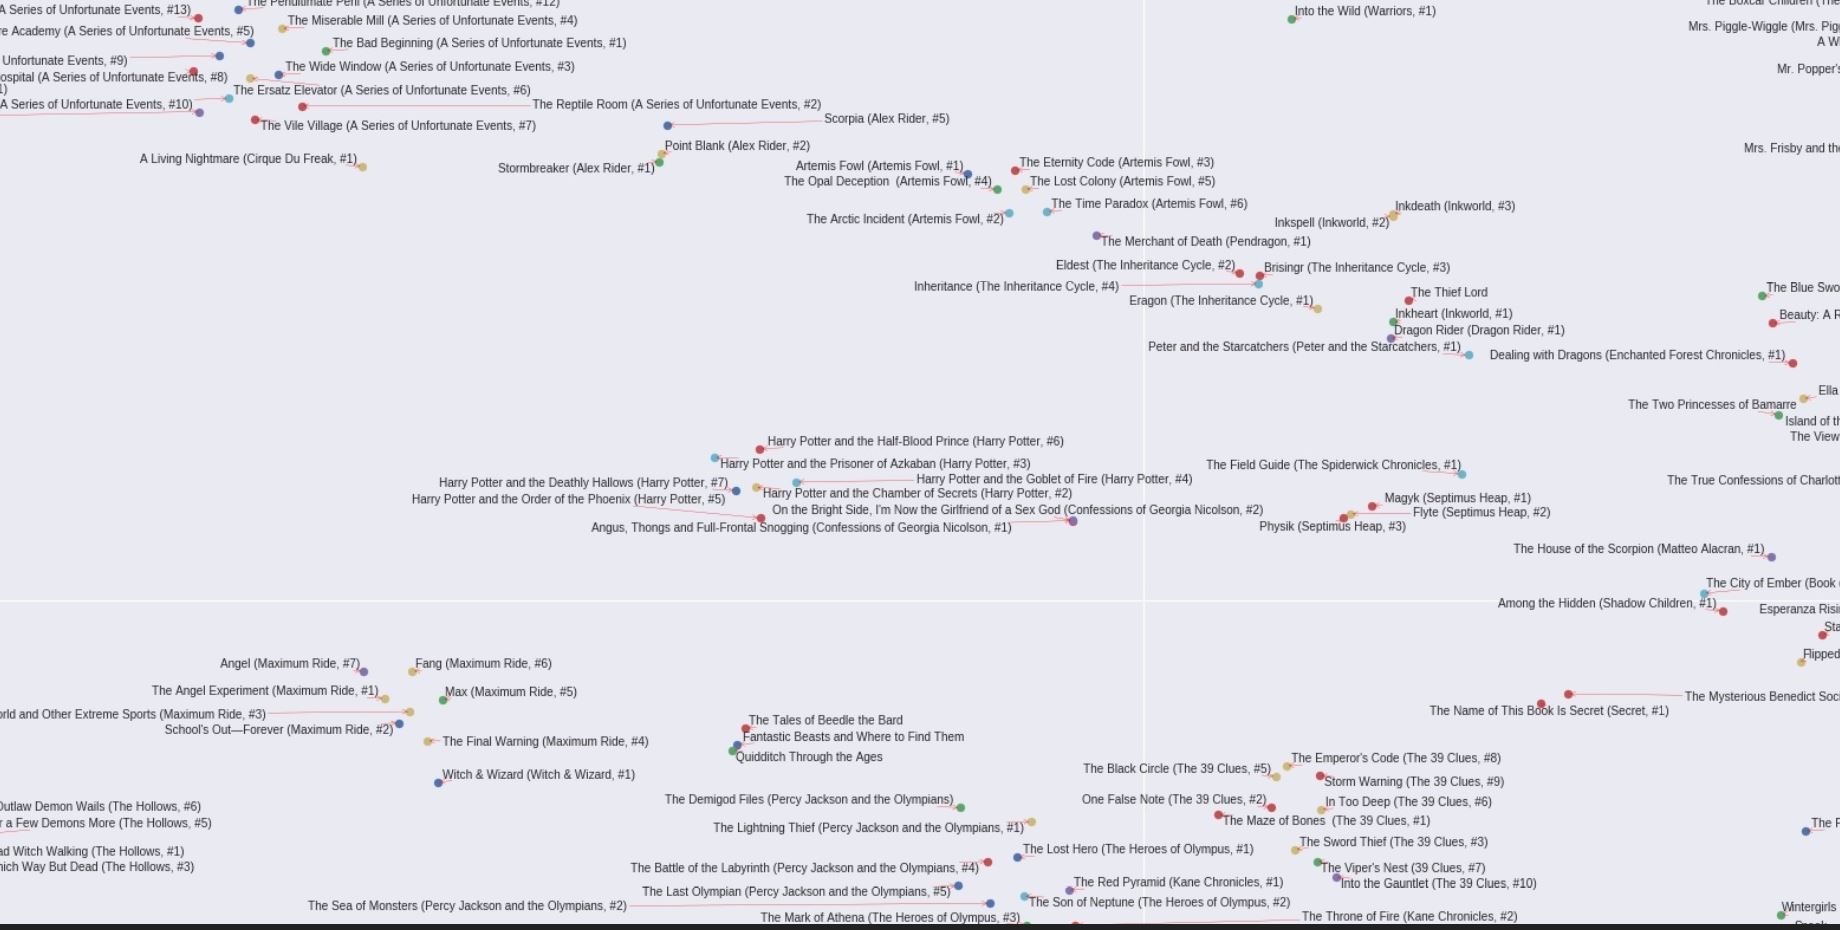 A Series of Unfortunate Events, #13)
The Penultimate Peril (A Series of Unfortunate Events, #12)
The Miserable Mill (A Series of Unfortunate Events, #4)
re Academy (A Series of Unfortunate Events, #5)
The Bad Beginning (A Series of Unfortunate Events, #1)
Unfortunate Events, #9)
The Wide Window (A Series of Unfortunate Events, #3)
ospital (A Series of Unfortunate Events, #8)
1)
The Ersatz Elevator (A Series of Unfortunate Events, #6)
A Series of Unfortunate Events, #10)
The Reptile Room (A Series of Unfortunate Events, #2)
The Vile Village (A Series of Unfortunate Events, #7)
Into the Wild (Warriors, #1)
The Boxcar Children (The
Mrs. Piggle-Wiggle (Mrs. Pig
A W
Mr. Popper's
Scorpia (Alex Rider, #5)
Point Blank (Alex Rider, #2)
Stormbreaker (Alex Rider, #1)
A Living Nightmare (Cirque Du Freak, #1)
Mrs. Frisby and the
Artemis Fowl (Artemis Fowl, #1)
The Eternity Code (Artemis Fowl, #3)
The Opal Deception (Artemis Fowl, #4)
The Lost Colony (Artemis Fowl, #5)
The Time Paradox (Artemis Fowl, #6)
The Arctic Incident (Artemis Fowl, #2)
Inkdeath (Inkworld, #3)
Inkspell (Inkworld, #2)
The Merchant of Death (Pendragon, #1)
Eldest (The Inheritance Cycle, #2)
Brisingr (The Inheritance Cycle, #3)
Inheritance (The Inheritance Cycle, #4)
Eragon (The Inheritance Cycle, #1)
The Thief Lord
Inkheart (Inkworld, #1)
Dragon Rider (Dragon Rider, #1)
Peter and the Starcatchers (Peter and the Starcatchers, #1)
The Blue Swo
Beauty: A R
Dealing with Dragons (Enchanted Forest Chronicles, #1)
Ella
The Two Princesses of Bamarre
Island of th
The View
Harry Potter and the Half-Blood Prince (Harry Potter, #6)
Harry Potter and the Prisoner of Azkaban (Harry Potter, #3)
Harry Potter and the Deathly Hallows (Harry Potter, #7)
Harry Potter and the Goblet of Fire (Harry Potter, #4)
Harry Potter and the Chamber of Secrets (Harry Potter, #2)
Harry Potter and the Order of the Phoenix (Harry Potter, #5)
On the Bright Side, I'm Now the Girlfriend of a Sex God (Confessions of Georgia Nicolson, #2)
Angus, Thongs and Full-Frontal Snogging (Confessions of Georgia Nicolson, #1)
The Field Guide (The Spiderwick Chronicles, #1)
The True Confessions of Charlott
Magyk (Septimus Heap, #1)
Flyte (Septimus Heap, #2)
Physik (Septimus Heap, #3)
The House of the Scorpion (Matteo Alacran, #1)
The City of Ember (Book
Among the Hidden (Shadow Children, #1)
Esperanza Risi
Sta
Flipped
Angel (Maximum Ride, #7)
Fang (Maximum Ride, #6)
The Angel Experiment (Maximum Ride, #1)
Max (Maximum Ride, #5)
orld and Other Extreme Sports (Maximum Ride, #3)
School's Out—Forever (Maximum Ride, #2)
The Final Warning (Maximum Ride, #4)
Witch & Wizard (Witch & Wizard, #1)
The Mysterious Benedict Soci
The Name of This Book Is Secret (Secret, #1)
The Tales of Beedle the Bard
Fantastic Beasts and Where to Find Them
Quidditch Through the Ages
The Emperor's Code (The 39 Clues, #8)
The Black Circle (The 39 Clues, #5)
Storm Warning (The 39 Clues, #9)
One False Note (The 39 Clues, #2)
In Too Deep (The 39 Clues, #6)
The Maze of Bones (The 39 Clues, #1)
The Sword Thief (The 39 Clues, #3)
The Viper's Nest (39 Clues, #7)
Into the Gauntlet (The 39 Clues, #10)
The F
Outlaw Demon Wails (The Hollows, #6)
r a Few Demons More (The Hollows, #5)
ad Witch Walking (The Hollows, #1)
hich Way But Dead (The Hollows, #3)
The Demigod Files (Percy Jackson and the Olympians)
The Lightning Thief (Percy Jackson and the Olympians, #1)
The Lost Hero (The Heroes of Olympus, #1)
The Battle of the Labyrinth (Percy Jackson and the Olympians, #4)
The Red Pyramid (Kane Chronicles, #1)
The Last Olympian (Percy Jackson and the Olympians, #5)
The Son of Neptune (The Heroes of Olympus, #2)
The Sea of Monsters (Percy Jackson and the Olympians, #2)
The Mark of Athena (The Heroes of Olympus, #3)
The Throne of Fire (Kane Chronicles, #2)
Wintergirls